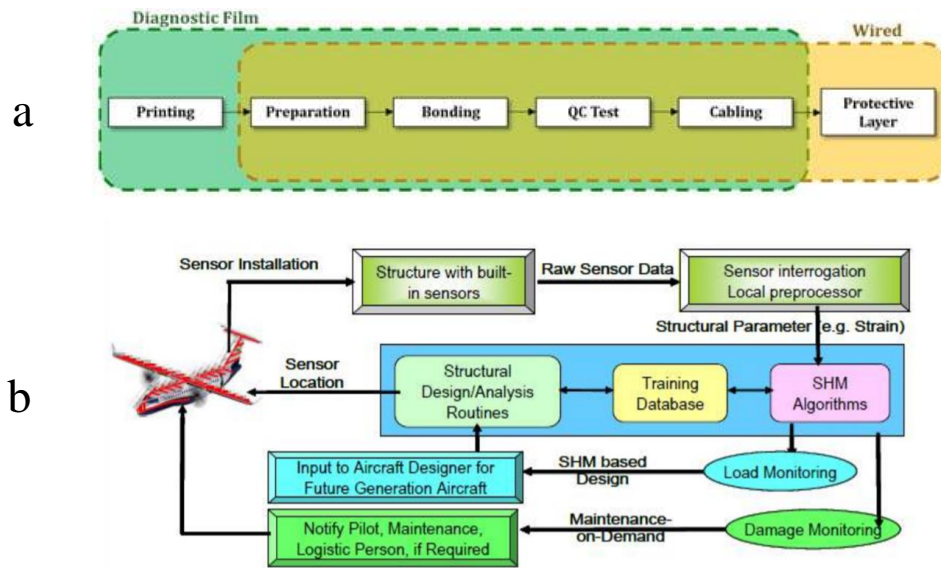 Diagnostic Film
Wired
a
Printing
Preparation
Bonding
QC Test
Cabling
Protective
Layer
Sensor Installation
Structure with built-
in sensors
Raw Sensor Data
Sensor interrogation
Local preprocessor
Structural Parameter (e.g. Strain)
b
Sensor
Location
Structural
Design/Analysis
Routines
Training
Database
SHM
Algorithms
Input to Aircraft Designer for
Future Generation Aircraft
SHM based
Design
Load Monitoring
Notify Pilot, Maintenance,
Logistic Person, if Required
Maintenance-
on-Demand
Damage Monitoring